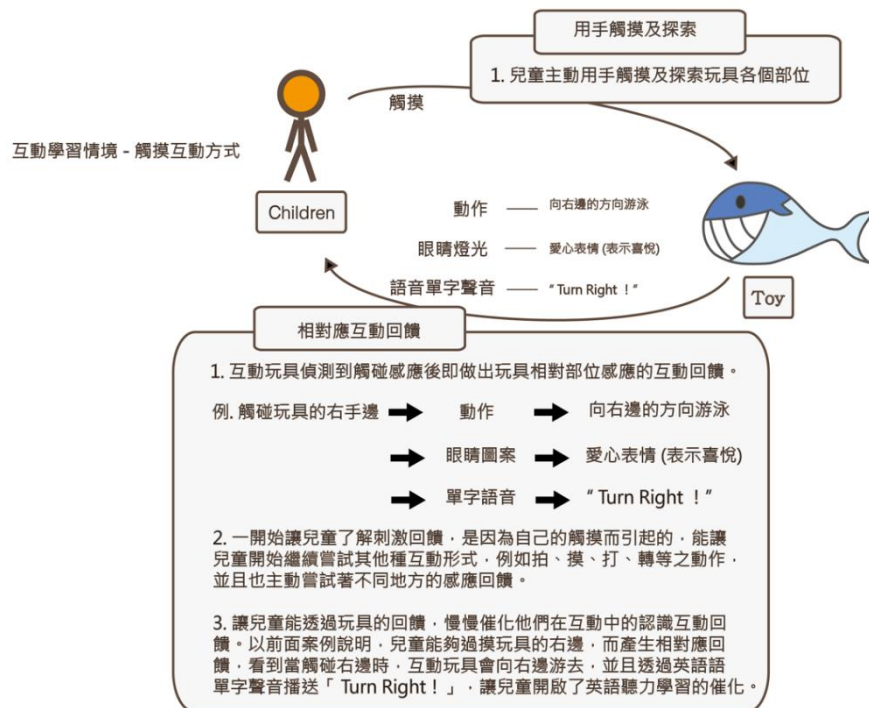 用手觸摸及探索
1. 兒童主動用手觸摸及探索玩具各個部位
觸摸
互動學習情境 - 觸摸互動方式
Children
動作 —— 向右邊的方向游泳
眼睛燈光 —— 愛心表情 (表示喜悅)
語音單字聲音 —— " Turn Right ! "
Toy
相對應互動回饋
1. 互動玩具偵測到觸碰感應後即做出玩具相對部位感應的互動回饋。
例. 觸碰玩具的右手邊 ➡ 動作 ➡ 向右邊的方向游泳
➡ 眼睛圖案 ➡ 愛心表情 (表示喜悅)
➡ 單字語音 ➡ " Turn Right ! "
2. 一開始讓兒童了解刺激回饋，是因為自己的觸摸而引起的，能讓
兒童開始繼續嘗試其他種互動形式，例如拍、摸、打、轉等之動作，
並且也主動嘗試著不同地方的感應回饋。
3. 讓兒童能透過玩具的回饋，慢慢催化他們在互動中的認識互動回
饋。以前面案例說明，兒童能夠過摸玩具的右邊，而產生相對應回
饋，看到當觸碰右邊時，互動玩具會向右邊游去，並且透過英語語
單字聲音播送「 Turn Right ! 」，讓兒童開啟了英語聽力學習的催化。